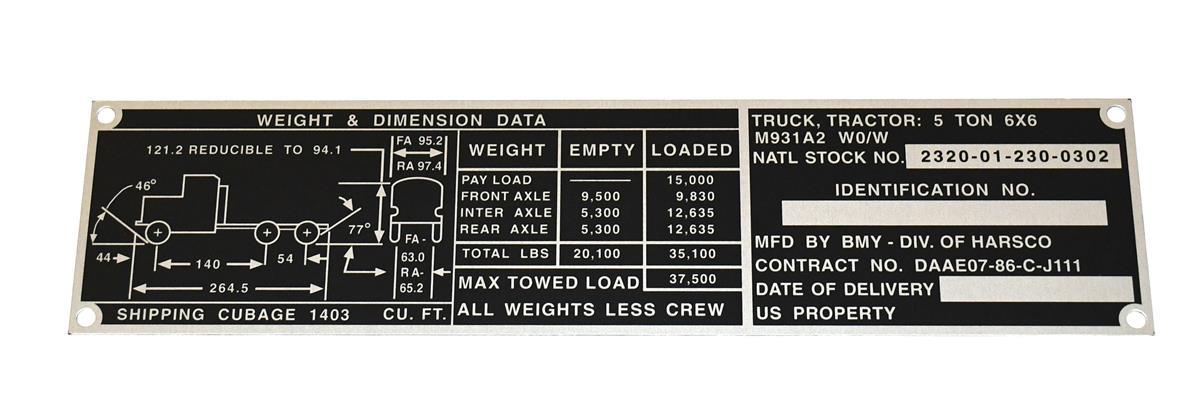 WEIGHT & DIMENSION DATA
121.2 REDUCIBLE TO 94.1
FA 95.2
RA 97.4
46°
77°
44
140
54
264.5
FA -
63.0
RA-
65.2
SHIPPING CUBAGE 1403 CU. FT.
WEIGHT EMPTY LOADED
PAY LOAD 15,000
FRONT AXLE 9,500 9,830
INTER AXLE 5,300 12,635
REAR AXLE 5,300 12,635
TOTAL LBS 20,100 35,100
MAX TOWED LOAD 37,500
ALL WEIGHTS LESS CREW
TRUCK, TRACTOR: 5 TON 6X6
M931A2 W0/W
NATL STOCK NO. 2320-01-230-0302
IDENTIFICATION NO.
MFD BY BMY - DIV. OF HARSCO
CONTRACT NO. DAAE07-86-C-J111
DATE OF DELIVERY
US PROPERTY